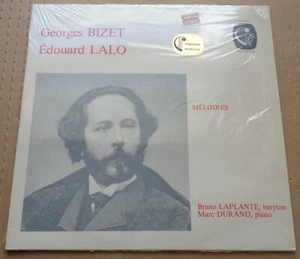 Georges BIZET
Édouard LALO
MÉLODIES
Bruno LAPLANTE, baryton
Marc DURAND, piano